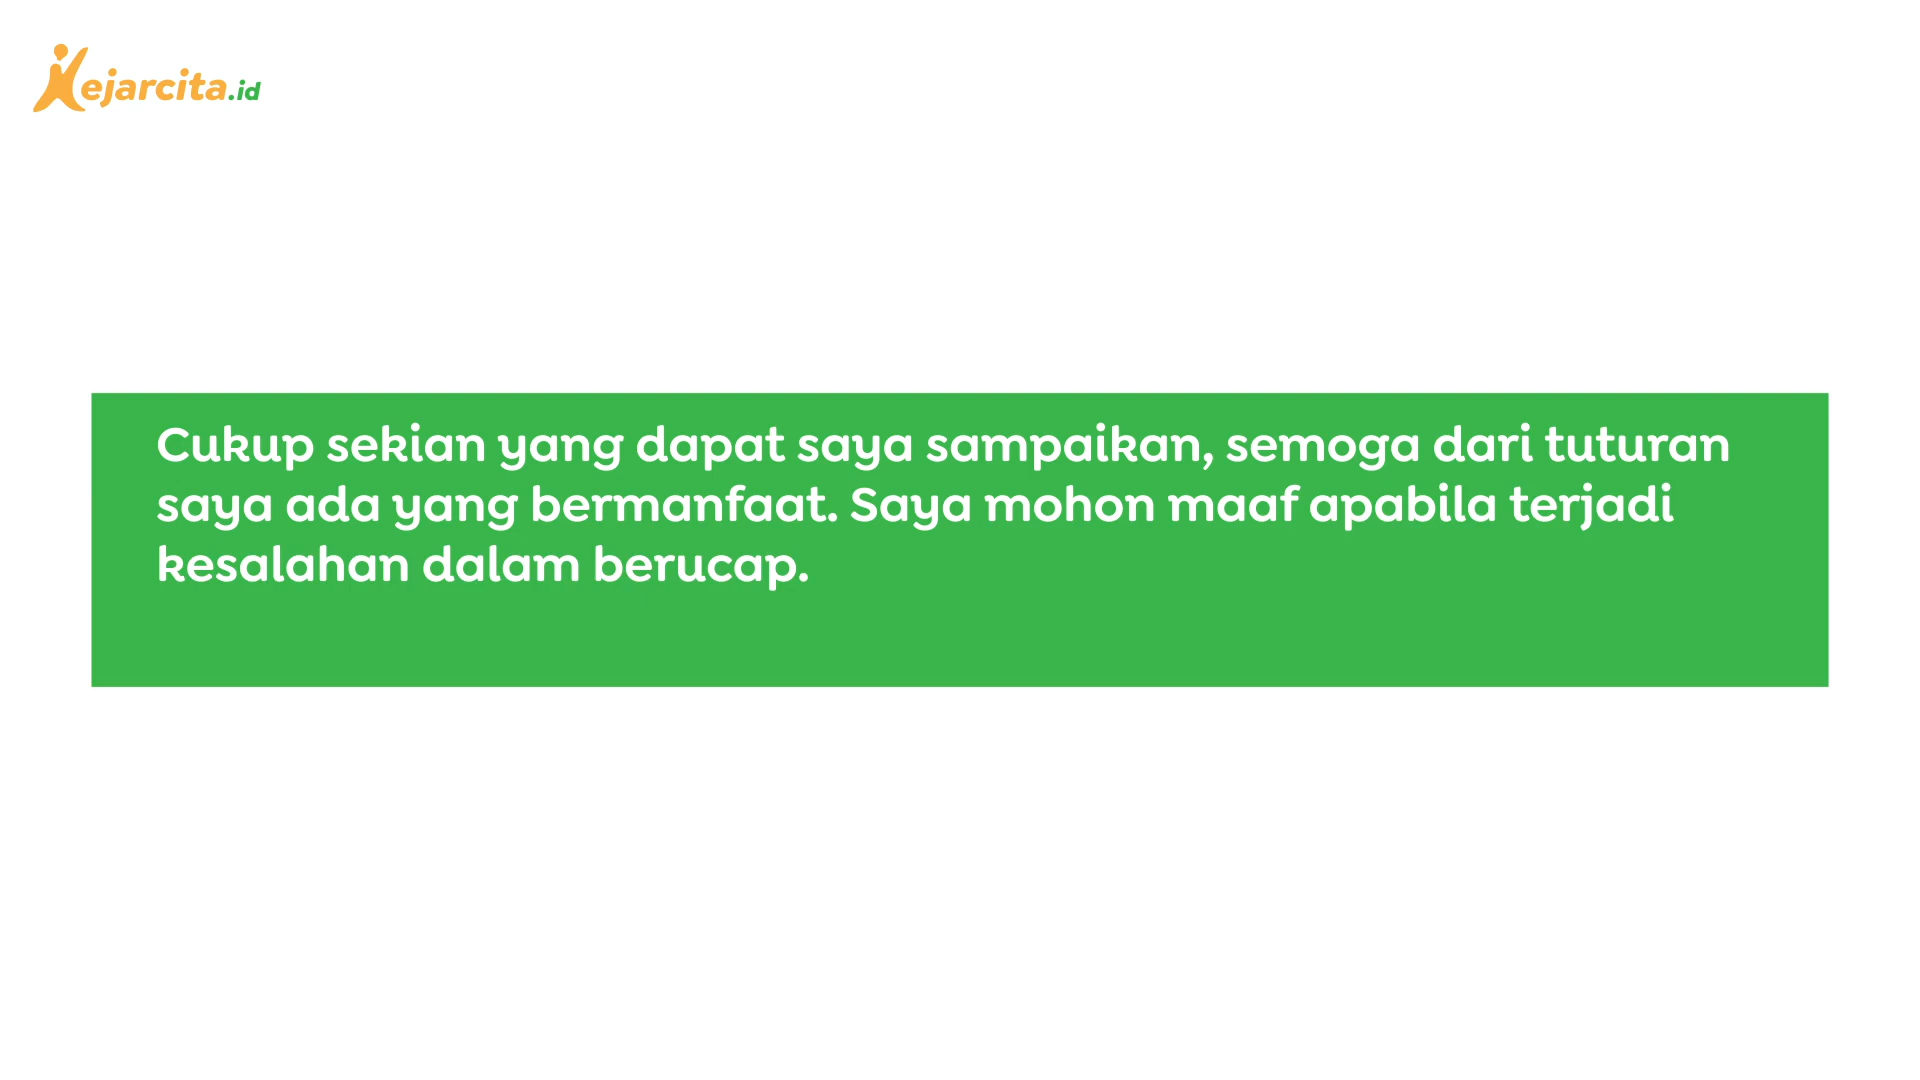 Kejarcita.id
Cukup sekian yang dapat saya sampaikan, semoga dari tuturan
saya ada yang bermanfaat. Saya mohon maaf apabila terjadi
kesalahan dalam berucap.